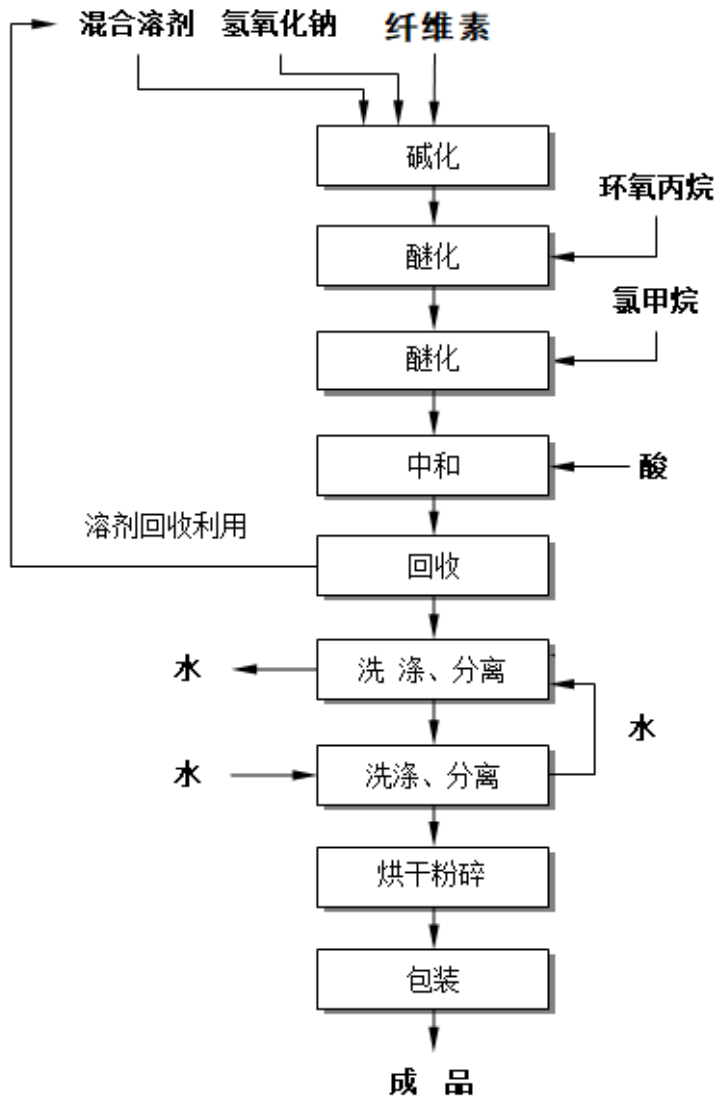 混合溶剂 氢氧化钠 纤维素
碱化
环氧丙烷
醚化
氯甲烷
醚化
中和
酸
溶剂回收利用
回收
水
洗 涤、分离
水
水
洗涤、分离
烘干粉碎
包装
成 品